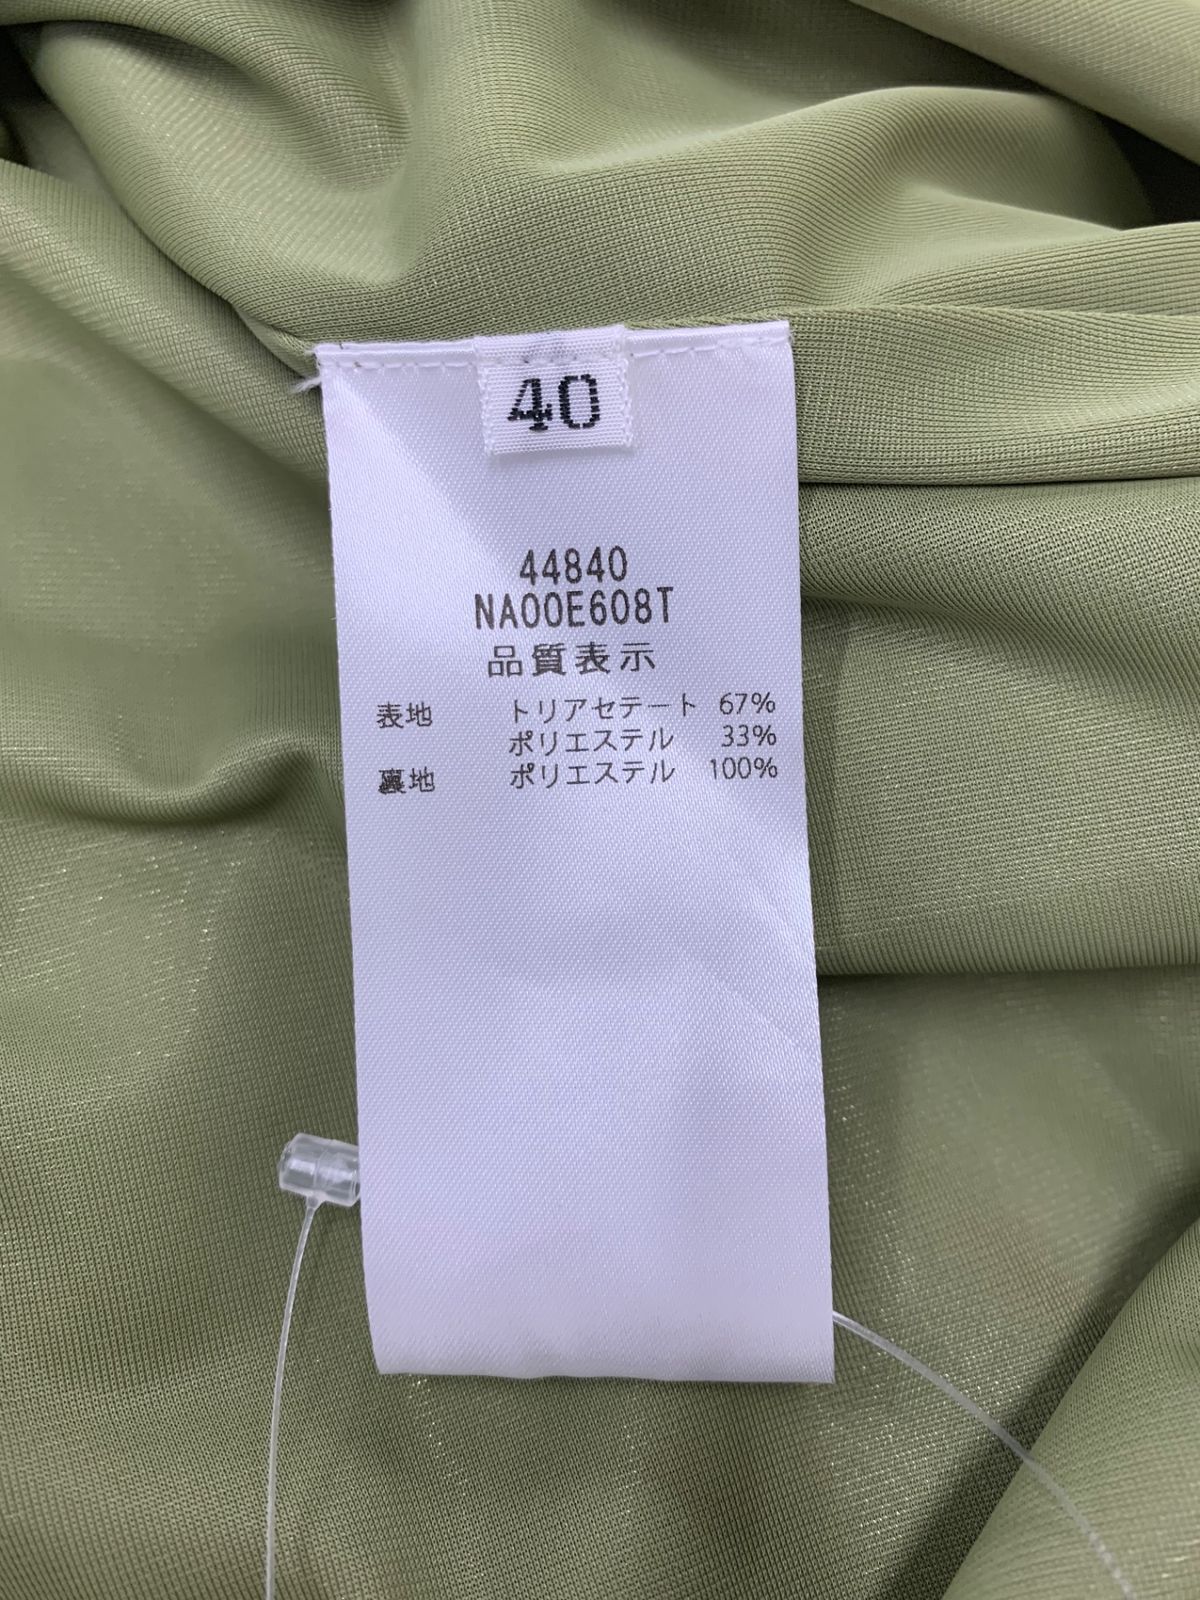 40
44840
NA00E608T
品質表示
表地 トリアセテート 67%
ポリエステル 33%
裏地 ポリエステル 100%